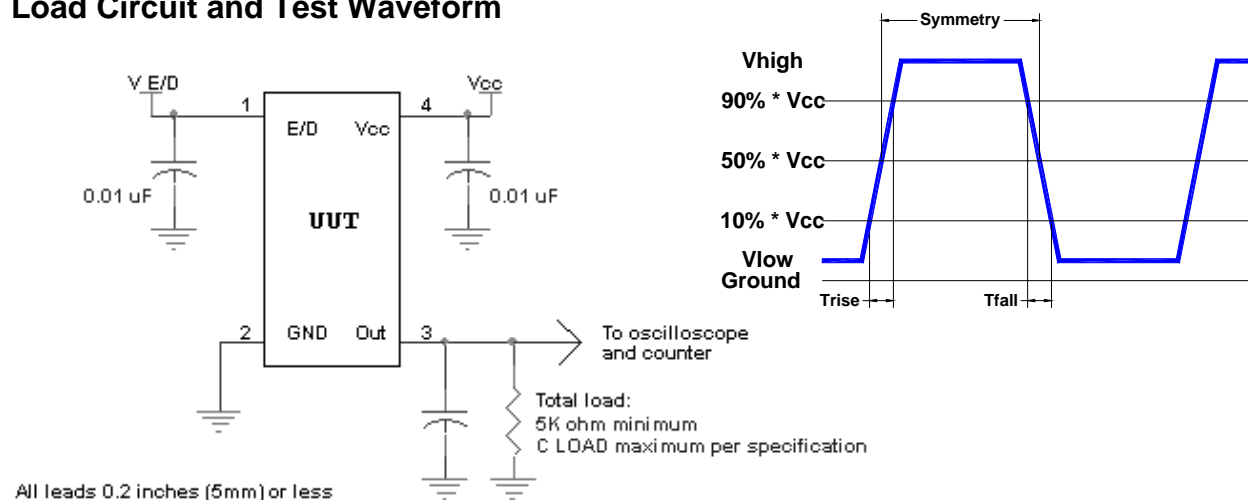 Load Circuit and Test Waveform
V E/D
Vcc
1
4
E/D
Vcc
0.01 uF
0.01 uF
UUT
2
GND
Out
3
To oscilloscope
and counter
Total load:
5K ohm minimum
C LOAD maximum per specification
All leads 0.2 inches (5mm) or less
Symmetry
Vhigh
90% * Vcc
50% * Vcc
10% * Vcc
Vlow
Ground
Trise
Tfall